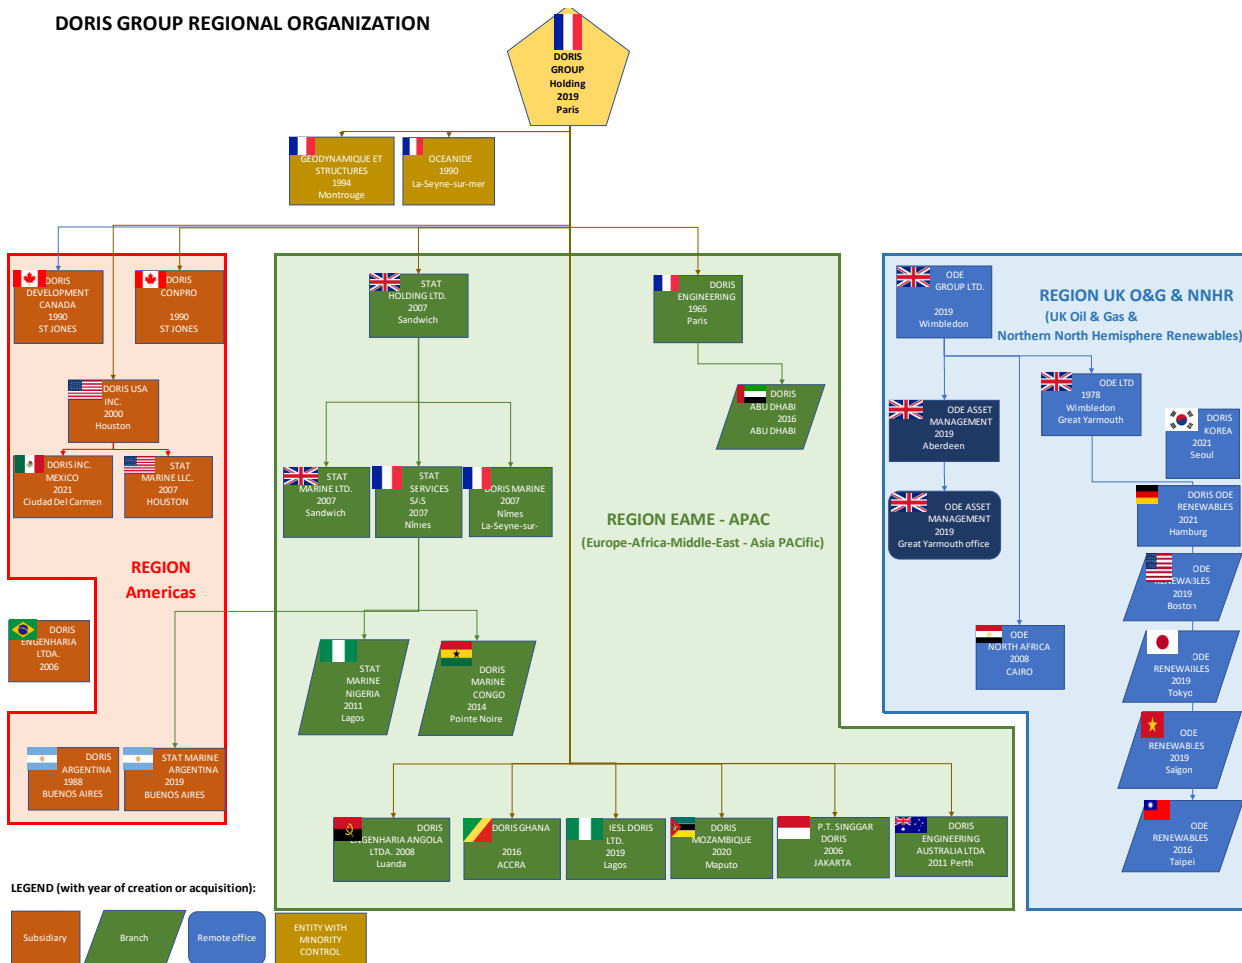 DORIS GROUP REGIONAL ORGANIZATION
DORIS
GROUP
Holding
2019
Paris
GEODYNAMIQUE ET
STRUCTURES
1994
Montrouge
OCEANIDE
1990
La-Seyne-sur-mer
DORIS
DEVELOPMENT
CANADA
1990
ST JONES
DORIS
CONPRO
1990
ST JONES
DORIS USA
INC.
2000
Houston
DORIS INC.
MEXICO
2021
Ciudad Del Carmen
STAT
MARINE LLC.
2007
HOUSTON
REGION
Americas
DORIS
ENGENHARIA
LTDA.
2006
DORIS
ARGENTINA
1988
BUENOS AIRES
STAT MARINE
ARGENTINA
2019
BUENOS AIRES
STAT
HOLDING LTD.
2007
Sandwich
DORIS
ENGINEERING
1965
Paris
DORIS
ABU DHABI
2016
ABU DHABI
STAT
MARINE LTD.
2007
Sandwich
STAT
SERVICES
SAS
2007
Nîmes
DORIS MARINE
2007
Nîmes
La-Seyne-sur-
REGION EAME - APAC
(Europe-Africa-Middle-East - Asia PACific)
STAT
MARINE
NIGERIA
2011
Lagos
DORIS
MARINE
CONGO
2014
Pointe Noire
DORIS
ENGENHARIA ANGOLA
LTDA. 2008
Luanda
DORIS GHANA
2016
ACCRA
IESL DORIS
LTD.
2019
Lagos
DORIS
MOZAMBIQUE
2020
Maputo
P.T. SINGGAR
DORIS
2006
JAKARTA
DORIS
ENGINEERING
AUSTRALIA LTDA
2011 Perth
ODE
GROUP LTD.
2019
Wimbledon
REGION UK O&G & NNHR
(UK Oil & Gas &
Northern North Hemisphere Renewables)
ODE ASSET
MANAGEMENT
2019
Aberdeen
ODE LTD
1978
Wimbledon
Great Yarmouth
DORIS
KOREA
2021
Seoul
ODE ASSET
MANAGEMENT
2019
Great Yarmouth office
DORIS ODE
RENEWABLES
2021
Hamburg
ODE
RENEWABLES
2019
Boston
ODE
NORTH AFRICA
2008
CAIRO
ODE
RENEWABLES
2019
Tokyo
ODE
RENEWABLES
2019
Saigon
ODE
RENEWABLES
2016
Taipei
LEGEND (with year of creation or acquisition):
Subsidiary
Branch
Remote office
ENTITY WITH
MINORITY
CONTROL